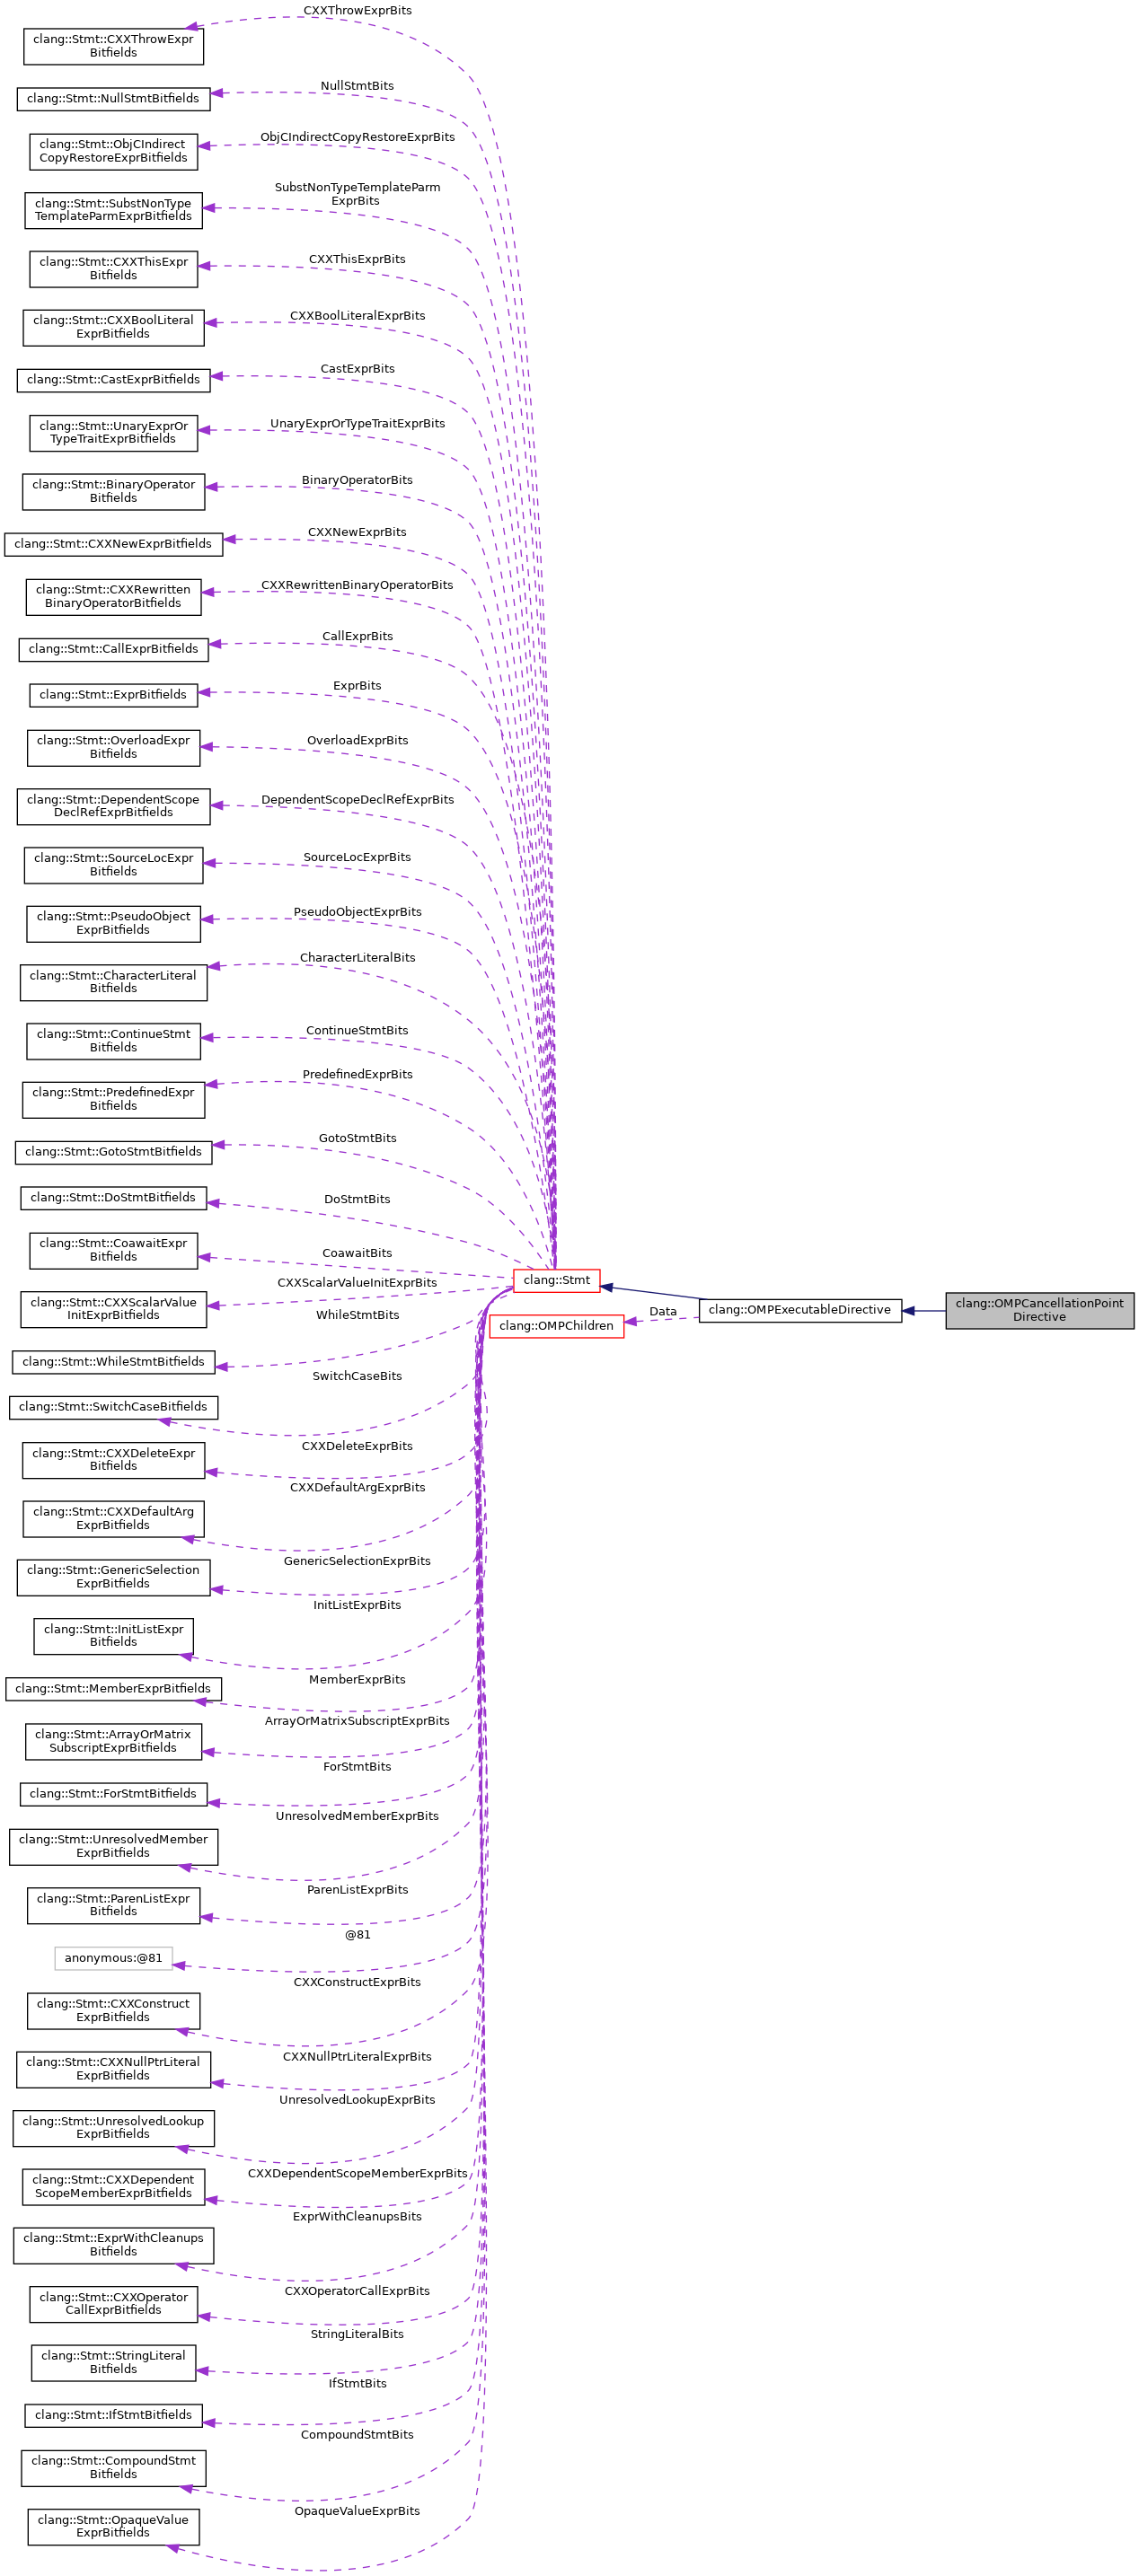 CXXThrowExprBits
clang::Stmt::CXXThrowExpr
Bitfields
NullStmtBits
clang::Stmt::NullStmtBitfields
ObjCIndirectCopyRestoreExprBits
clang::Stmt::ObjCIndirect
CopyRestoreExprBitfields
SubstNonTypeTemplateParm
ExprBits
clang::Stmt::SubstNonType
TemplateParmExprBitfields
CXXThisExprBits
clang::Stmt::CXXThisExpr
Bitfields
CXXBoolLiteralExprBits
clang::Stmt::CXXBoolLiteral
ExprBitfields
CastExprBits
clang::Stmt::CastExprBitfields
UnaryExprOrTypeTraitExprBits
clang::Stmt::UnaryExprOr
TypeTraitExprBitfields
BinaryOperatorBits
clang::Stmt::BinaryOperator
Bitfields
CXXNewExprBits
clang::Stmt::CXXNewExprBitfields
CXXRewrittenBinaryOperatorBits
clang::Stmt::CXXRewritten
BinaryOperatorBitfields
CallExprBits
clang::Stmt::CallExprBitfields
ExprBits
clang::Stmt::ExprBitfields
OverloadExprBits
clang::Stmt::OverloadExpr
Bitfields
DependentScopeDeclRefExprBits
clang::Stmt::DependentScope
DeclRefExprBitfields
SourceLocExprBits
clang::Stmt::SourceLocExpr
Bitfields
PseudoObjectExprBits
clang::Stmt::PseudoObject
ExprBitfields
CharacterLiteralBits
clang::Stmt::CharacterLiteral
Bitfields
ContinueStmtBits
clang::Stmt::ContinueStmt
Bitfields
PredefinedExprBits
clang::Stmt::PredefinedExpr
Bitfields
GotoStmtBits
clang::Stmt::GotoStmtBitfields
DoStmtBits
clang::Stmt::DoStmtBitfields
CoawaitBits
clang::Stmt::CoawaitExpr
Bitfields
clang::Stmt
CXXScalarValueInitExprBits
clang::Stmt::CXXScalarValue
InitExprBitfields
clang::OMPChildren
Data
clang::OMPExecutableDirective
clang::OMPCancellationPoint
Directive
WhileStmtBits
clang::Stmt::WhileStmtBitfields
SwitchCaseBits
clang::Stmt::SwitchCaseBitfields
CXXDeleteExprBits
clang::Stmt::CXXDeleteExpr
Bitfields
CXXDefaultArgExprBits
clang::Stmt::CXXDefaultArg
ExprBitfields
GenericSelectionExprBits
clang::Stmt::GenericSelection
ExprBitfields
InitListExprBits
clang::Stmt::InitListExpr
Bitfields
MemberExprBits
clang::Stmt::MemberExprBitfields
ArrayOrMatrixSubscriptExprBits
clang::Stmt::ArrayOrMatrix
SubscriptExprBitfields
ForStmtBits
clang::Stmt::ForStmtBitfields
UnresolvedMemberExprBits
clang::Stmt::UnresolvedMember
ExprBitfields
ParenListExprBits
clang::Stmt::ParenListExpr
Bitfields
@81
anonymous:@81
CXXConstructExprBits
clang::Stmt::CXXConstruct
ExprBitfields
CXXNullPtrLiteralExprBits
clang::Stmt::CXXNullPtrLiteral
ExprBitfields
UnresolvedLookupExprBits
clang::Stmt::UnresolvedLookup
ExprBitfields
CXXDependentScopeMemberExprBits
clang::Stmt::CXXDependent
ScopeMemberExprBitfields
ExprWithCleanupsBits
clang::Stmt::ExprWithCleanups
Bitfields
CXXOperatorCallExprBits
clang::Stmt::CXXOperator
CallExprBitfields
StringLiteralBits
clang::Stmt::StringLiteral
Bitfields
IfStmtBits
clang::Stmt::IfStmtBitfields
CompoundStmtBits
clang::Stmt::CompoundStmt
Bitfields
OpaqueValueExprBits
clang::Stmt::OpaqueValue
ExprBitfields